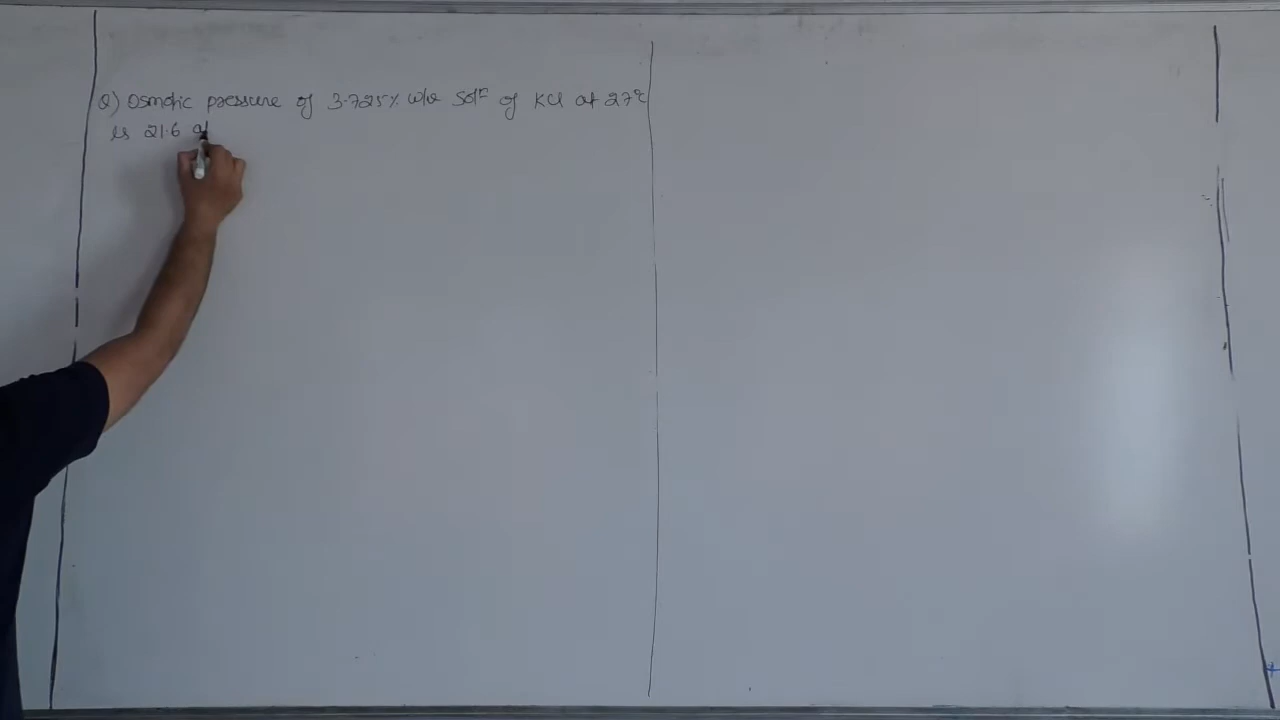 Q) Osmotic pressure of 3.725% w/v Solⁿ of KCl at 27°C
is 21.6 a